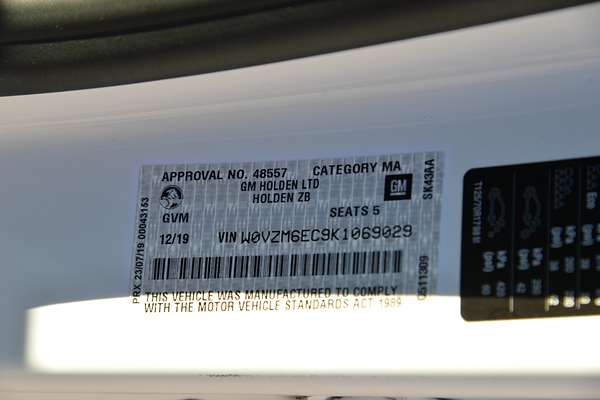 APPROVAL NO. 48557 CATEGORY MA
GM HOLDEN LTD
HOLDEN ZB
GM
GVM
SEATS 5
12/19 VIN W0VZM6EC9K1069029
THIS VEHICLE WAS MANUFACTURED TO COMPLY
WITH THE MOTOR VEHICLE STANDARDS ACT 1989
PRX 23/07/19 00043153
SK43AA
0511309